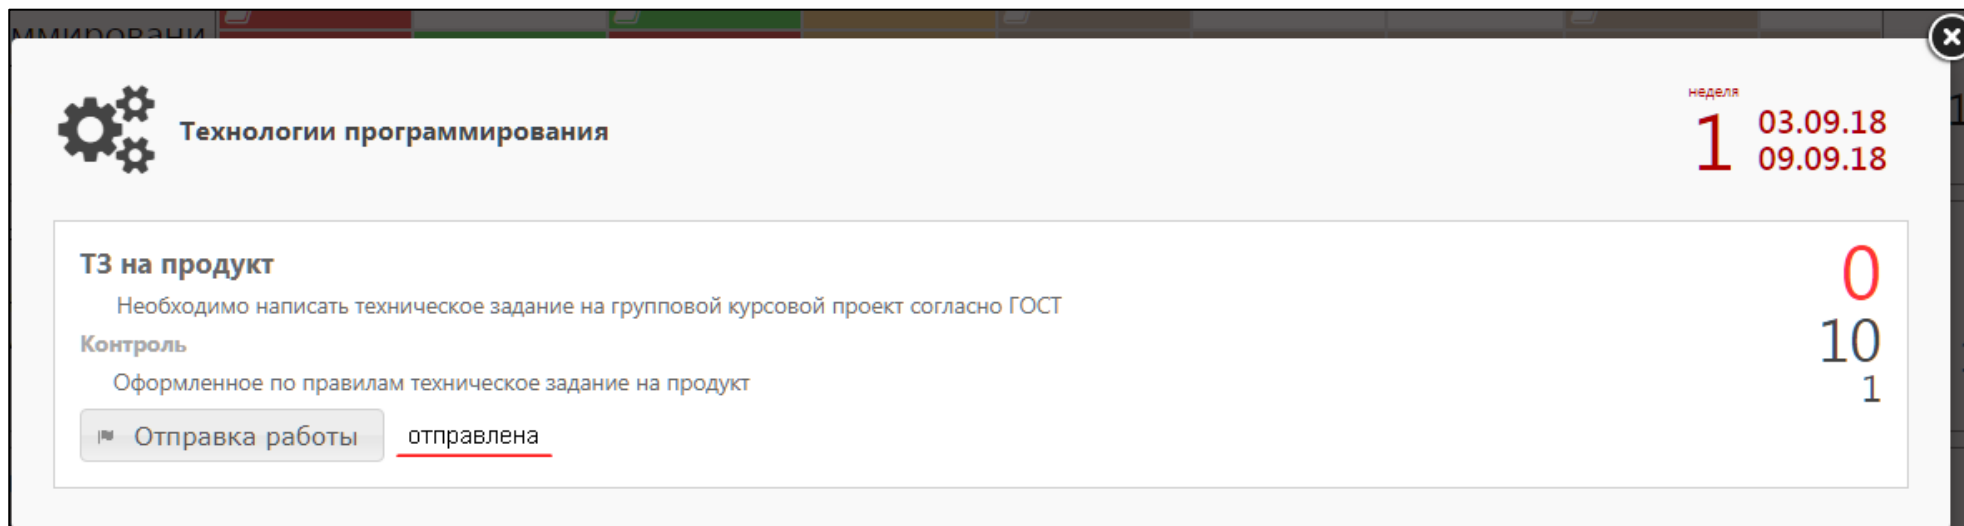 ммировани
Технологии программирования
неделя
1
03.09.18
09.09.18
ТЗ на продукт
0
Необходимо написать техническое задание на групповой курсовой проект согласно ГОСТ
10
Контроль
Оформленное по правилам техническое задание на продукт
1
Отправка работы
отправлена